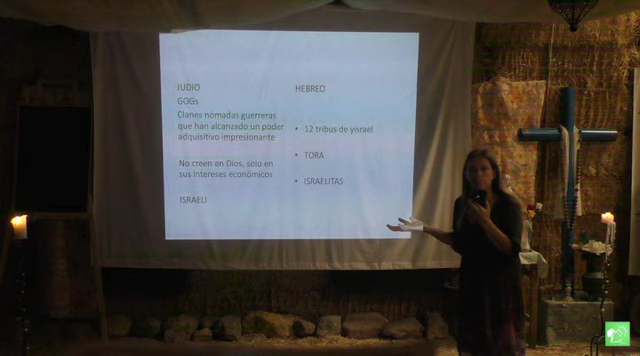 JUDIO
GOGs
Clanes nómadas guerreras
que han alcanzado un poder
adquisitivo impresionante
No creen en Dios, solo en
sus intereses económicos
ISRAELI
HEBREO
• 12 tribus de yisrael
• TORA
• ISRAELITAS